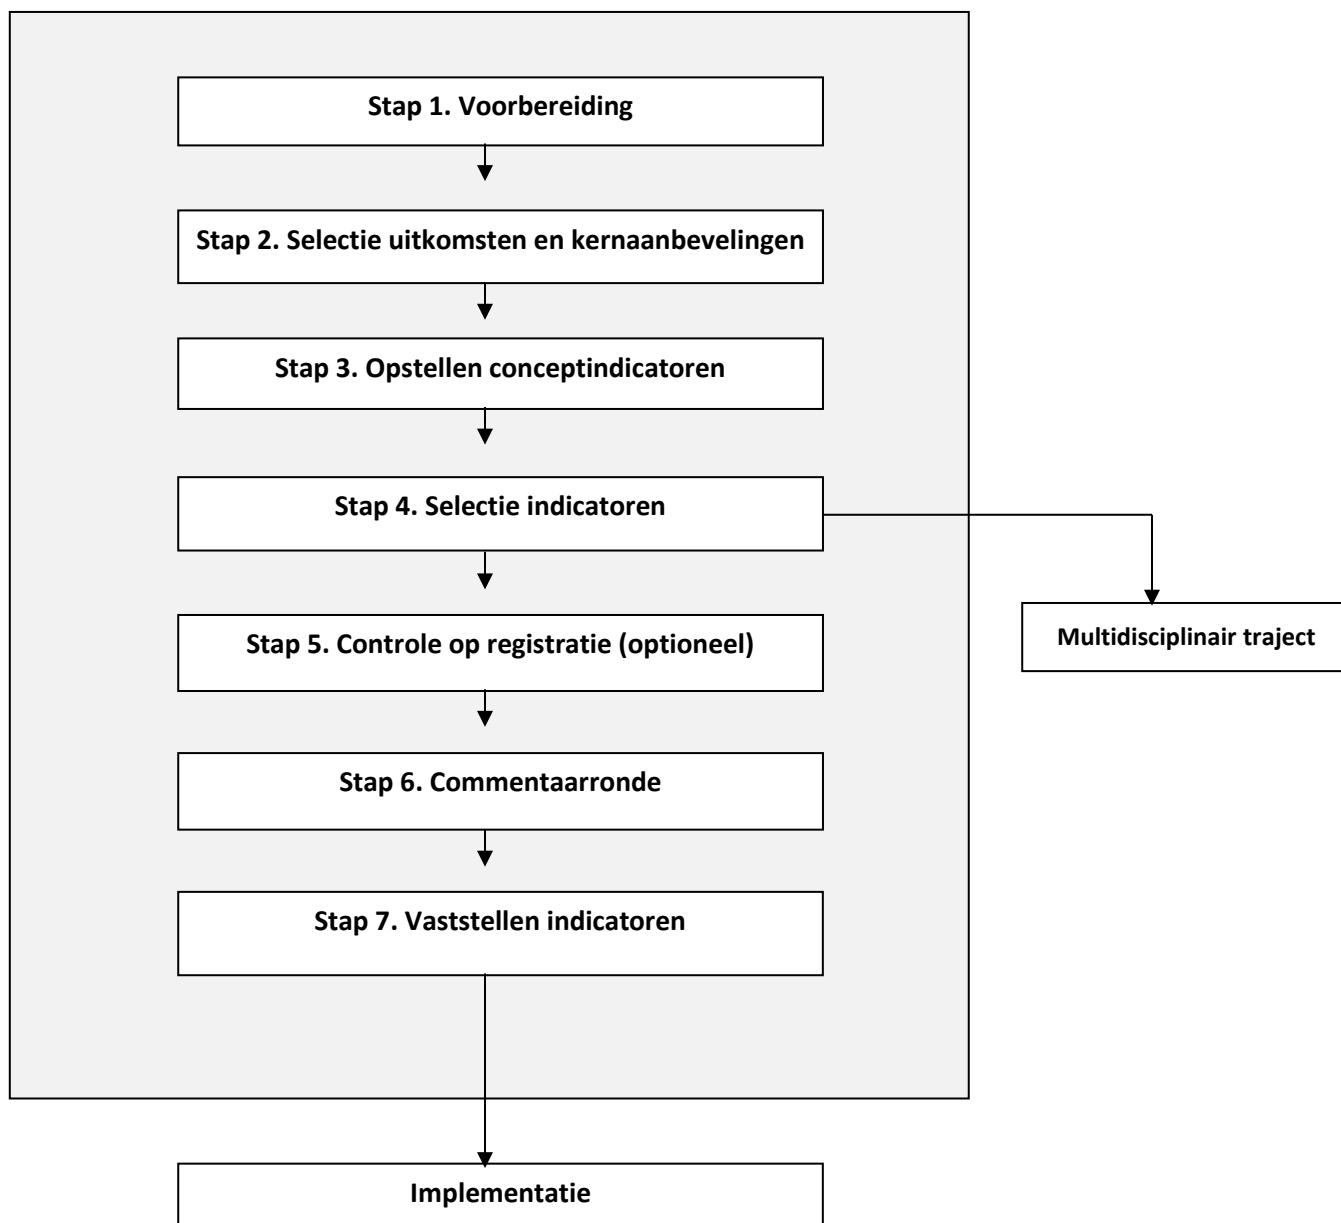 Stap 1. Voorbereiding
Stap 2. Selectie uitkomsten en kernaanbevelingen
Stap 3. Opstellen conceptindicatoren
Stap 4. Selectie indicatoren
Stap 5. Controle op registratie (optioneel)
Multidisciplinair traject
Stap 6. Commentaarronde
Stap 7. Vaststellen indicatoren
Implementatie